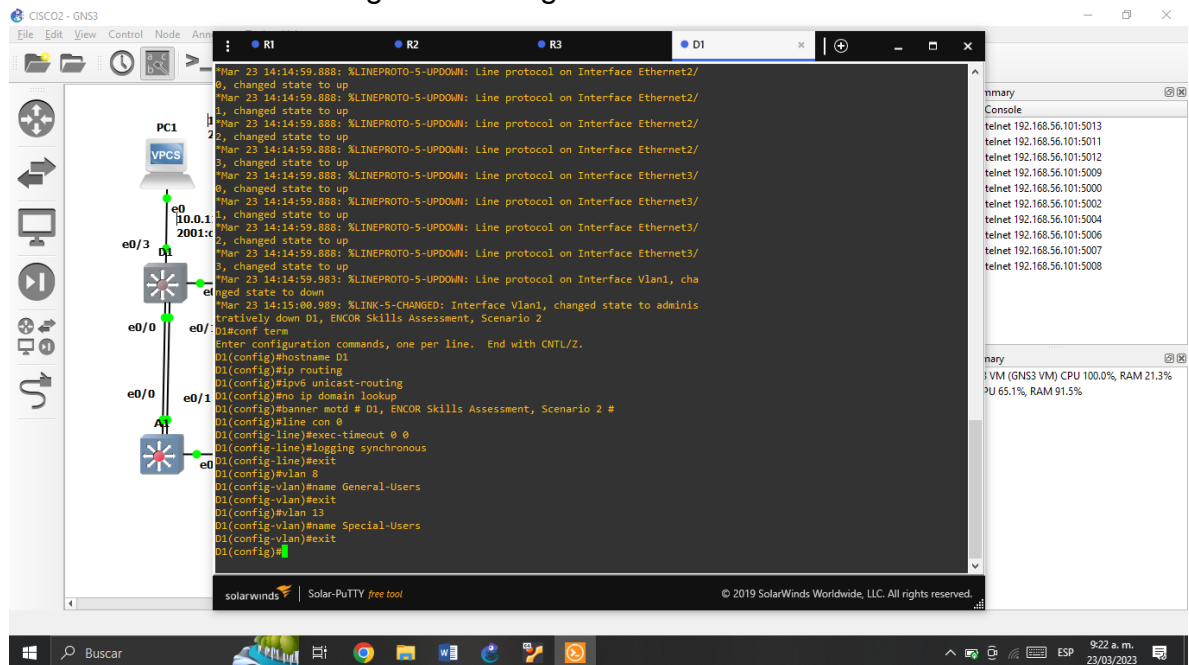 CISCO2 - GNS3
File Edit View Control Node Ann
R1 R2 R3 D1
*Mar 23 14:14:59.888: %LINEPROTO-5-UPDOWN: Line protocol on Interface Ethernet2/
0, changed state to up
*Mar 23 14:14:59.888: %LINEPROTO-5-UPDOWN: Line protocol on Interface Ethernet2/
1, changed state to up
*Mar 23 14:14:59.888: %LINEPROTO-5-UPDOWN: Line protocol on Interface Ethernet2/
2, changed state to up
*Mar 23 14:14:59.888: %LINEPROTO-5-UPDOWN: Line protocol on Interface Ethernet2/
3, changed state to up
*Mar 23 14:14:59.888: %LINEPROTO-5-UPDOWN: Line protocol on Interface Ethernet3/
0, changed state to up
*Mar 23 14:14:59.888: %LINEPROTO-5-UPDOWN: Line protocol on Interface Ethernet3/
1, changed state to up
*Mar 23 14:14:59.888: %LINEPROTO-5-UPDOWN: Line protocol on Interface Ethernet3/
2, changed state to up
*Mar 23 14:14:59.888: %LINEPROTO-5-UPDOWN: Line protocol on Interface Ethernet3/
3, changed state to up
*Mar 23 14:14:59.983: %LINEPROTO-5-UPDOWN: Line protocol on Interface Vlan1, cha
nged state to down
*Mar 23 14:15:00.989: %LINK-5-CHANGED: Interface Vlan1, changed state to adminis
tratively down D1, ENCOR Skills Assessment, Scenario 2
D1#conf term
Enter configuration commands, one per line. End with CNTL/Z.
D1(config)#hostname D1
D1(config)#ip routing
D1(config)#ipv6 unicast-routing
D1(config)#no ip domain lookup
D1(config)#banner motd # D1, ENCOR Skills Assessment, Scenario 2 #
D1(config)#line con 0
D1(config-line)#exec-timeout 0 0
D1(config-line)#logging synchronous
D1(config-line)#exit
D1(config)#vlan 8
D1(config-vlan)#name General-Users
D1(config-vlan)#exit
D1(config)#vlan 13
D1(config-vlan)#name Special-Users
D1(config-vlan)#exit
D1(config)#
solarwinds Solar-PuTTY free tool © 2019 SolarWinds Worldwide, LLC. All rights reserved.
PC1
VPCS
e0
10.0.1
2001:c
e0/3
D1
e0/0
e0/
e0/0
e0/1
A1
e0
mmary
Console
telnet 192.168.56.101:5013
telnet 192.168.56.101:5011
telnet 192.168.56.101:5012
telnet 192.168.56.101:5009
telnet 192.168.56.101:5000
telnet 192.168.56.101:5002
telnet 192.168.56.101:5004
telnet 192.168.56.101:5006
telnet 192.168.56.101:5007
telnet 192.168.56.101:5008
mary
VM (GNS3 VM) CPU 100.0%, RAM 21.3%
PU 65.1%, RAM 91.5%
Buscar
ESP
9:22 a. m.
23/03/2023